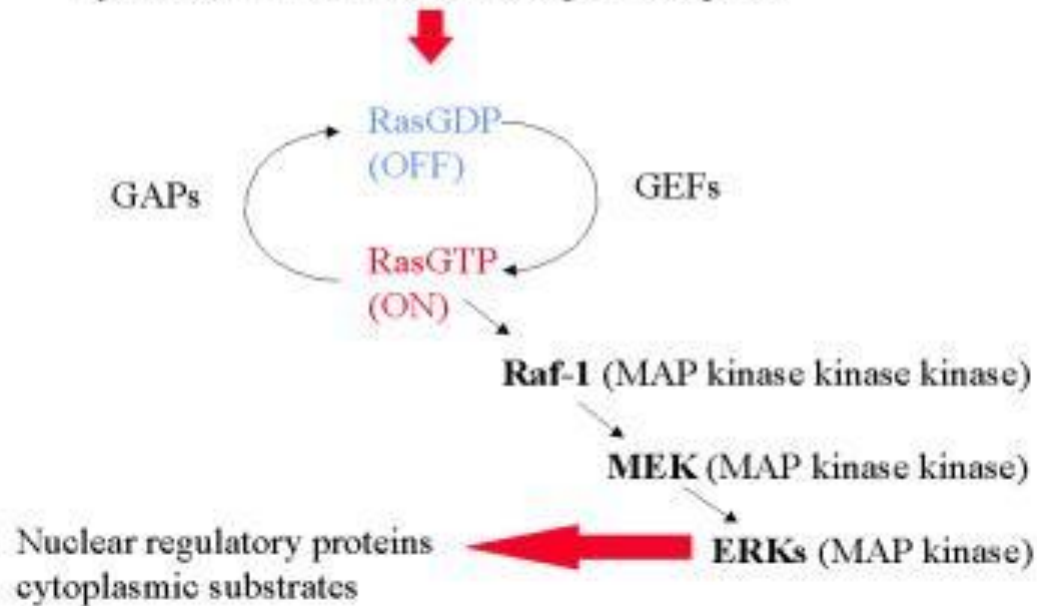 RasGDP
(OFF)
GAPs
GEFs
RasGTP
(ON)
Raf-1 (MAP kinase kinase kinase)
MEK (MAP kinase kinase)
ERKs (MAP kinase)
Nuclear regulatory proteins
cytoplasmic substrates